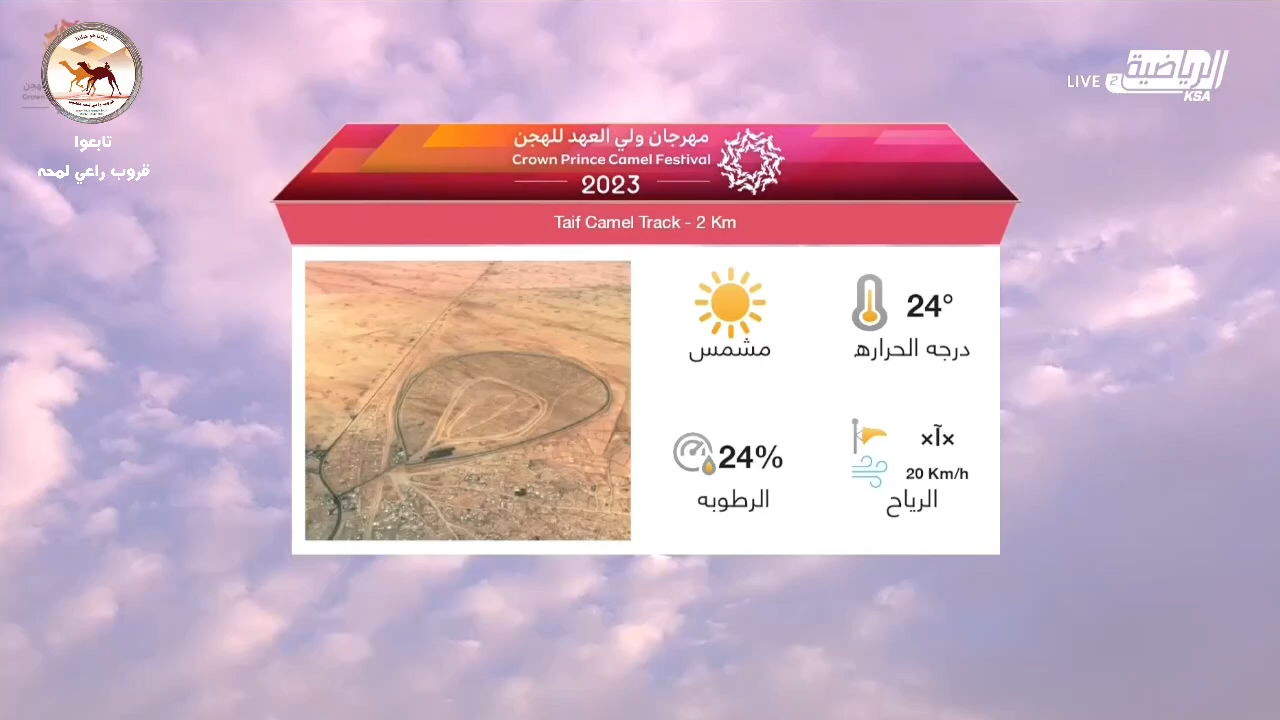 الرياضية
LIVE 2
KSA
تابعوا
قروب راعي لمحه
مهرجان ولي العهد للهجن
Crown Prince Camel Festival
2023
Taif Camel Track - 2 Km
24°
مشمس
درجه الحراره
×آ×
24%
20 Km/h
الرطوبه
الرياح